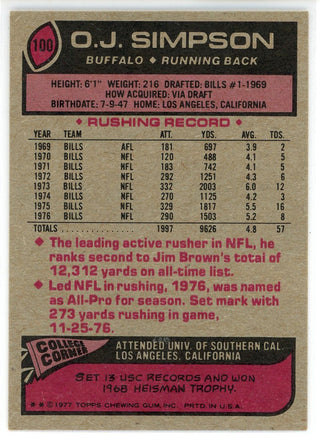 100
O.J. SIMPSON
BUFFALO ◆ RUNNING BACK
HEIGHT: 6'1" WEIGHT: 216 DRAFTED: BILLS #1-1969
HOW ACQUIRED: VIA DRAFT
BIRTHDATE: 7-9-47 HOME: LOS ANGELES, CALIFORNIA
◆ RUSHING RECORD ◆
YEAR TEAM ATT. YDS. AVG. TDS.
1969 BILLS AFL 181 697 3.9 2
1970 BILLS AFL 120 488 4.1 5
1971 BILLS AFL 183 742 4.1 5
1972 BILLS AFL 292 1251 4.3 6
1973 BILLS AFL 332 2003 6.0 12
1974 BILLS AFL 270 1125 4.2 3
1975 BILLS AFL 329 1817 5.5 16
1976 BILLS AFL 290 1503 5.2 8
TOTALS 1997 9626 4.8 57
◆ The leading active rusher in NFL, he
ranks second to Jim Brown's total of
12,312 yards on all-time list.
◆ Led NFL in rushing, 1976, was named
as All-Pro for season. Set mark with
273 yards rushing in game,
11-25-76.
COLLEGE CORNER
ATTENDED UNIV. OF SOUTHERN CAL.
LOS ANGELES, CALIFORNIA
SET 13 USC RECORDS AND WON
1968 HEISMAN TROPHY.
** © 1977 TOPPS CHEWING GUM, INC. PRTD. IN U.S.A.